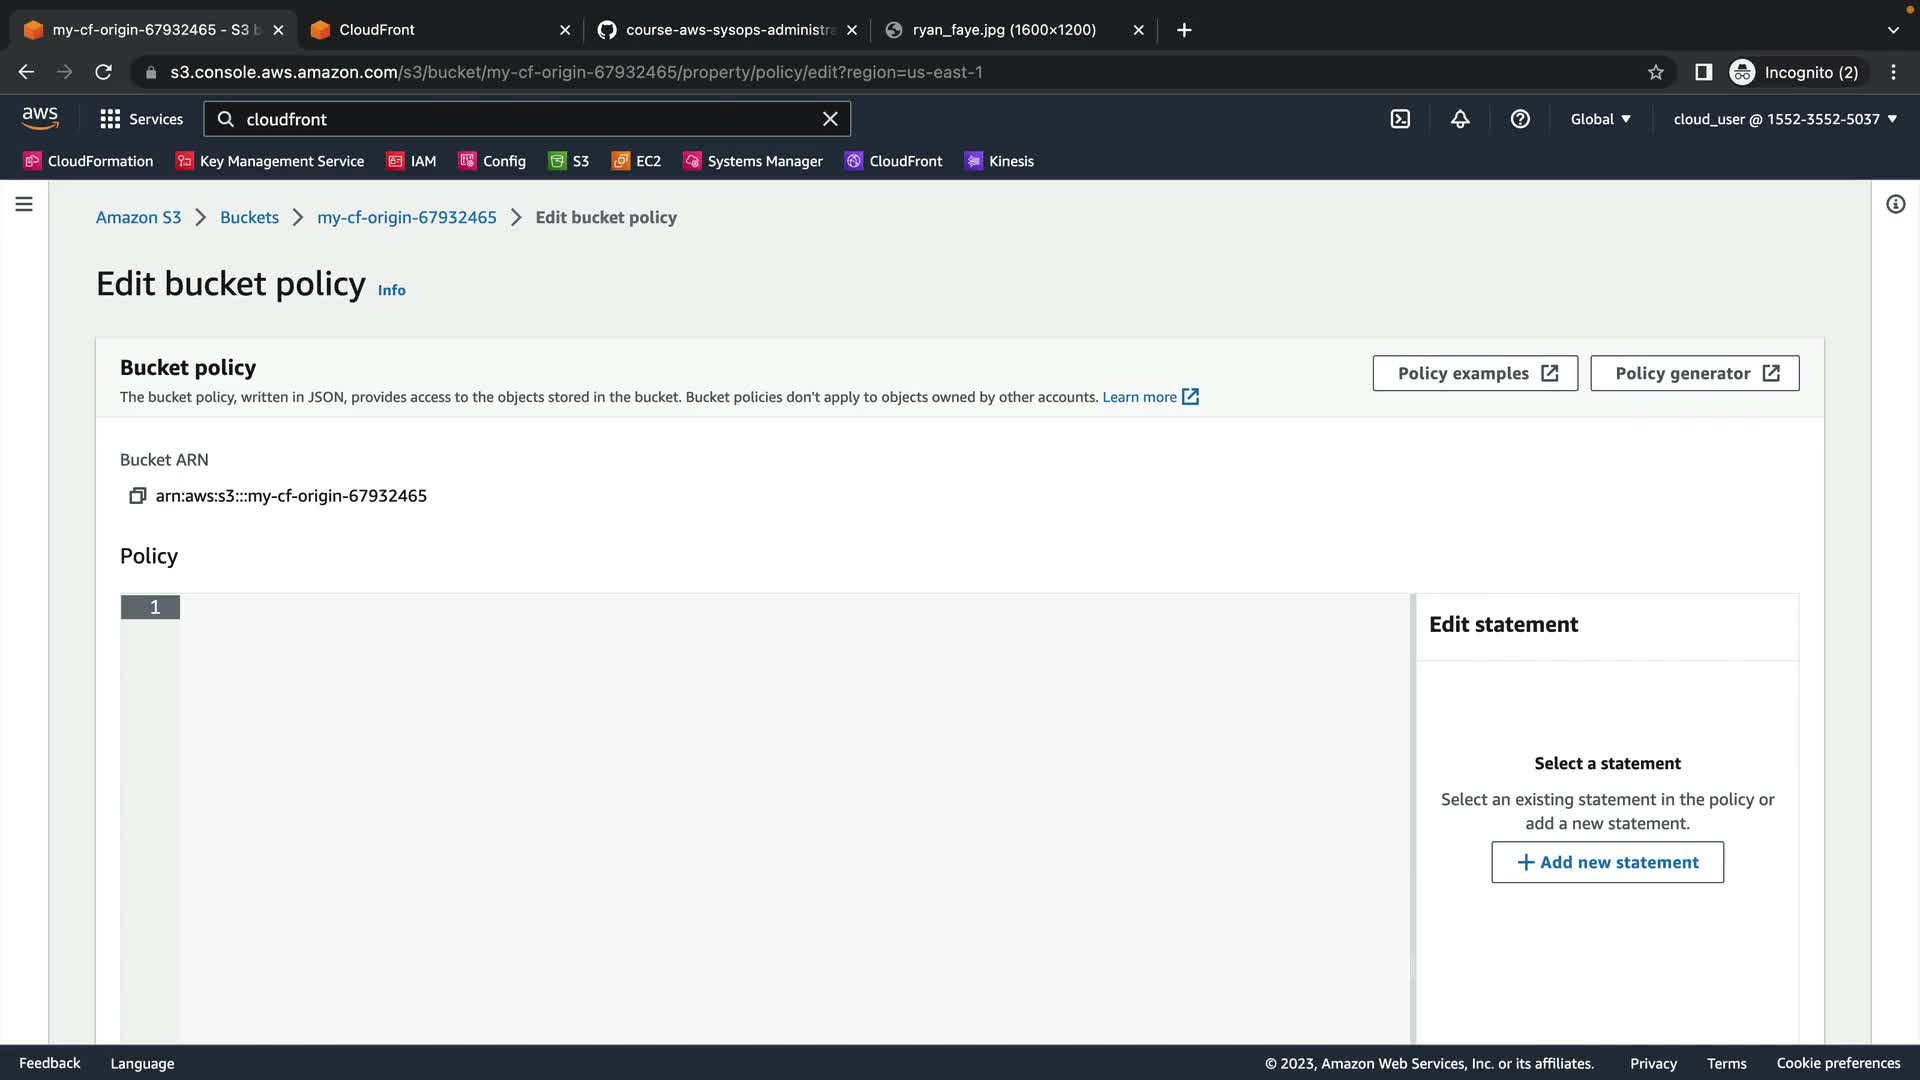 my-cf-origin-67932465 - S3 b
CloudFront
course-aws-sysops-administra
ryan_faye.jpg (1600×1200)
s3.console.aws.amazon.com/s3/bucket/my-cf-origin-67932465/property/policy/edit?region=us-east-1
Incognito (2)
aws
Services
cloudfront
Global
cloud_user @ 1552-3552-5037
CloudFormation
Key Management Service
IAM
Config
S3
EC2
Systems Manager
CloudFront
Kinesis
Amazon S3
Buckets
my-cf-origin-67932465
Edit bucket policy
Edit bucket policy Info
Bucket policy
The bucket policy, written in JSON, provides access to the objects stored in the bucket. Bucket policies don't apply to objects owned by other accounts. Learn more
Policy examples
Policy generator
Bucket ARN
arn:aws:s3:::my-cf-origin-67932465
Policy
1
Edit statement
Select a statement
Select an existing statement in the policy or
add a new statement.
Add new statement
Feedback
Language
© 2023, Amazon Web Services, Inc. or its affiliates.
Privacy
Terms
Cookie preferences